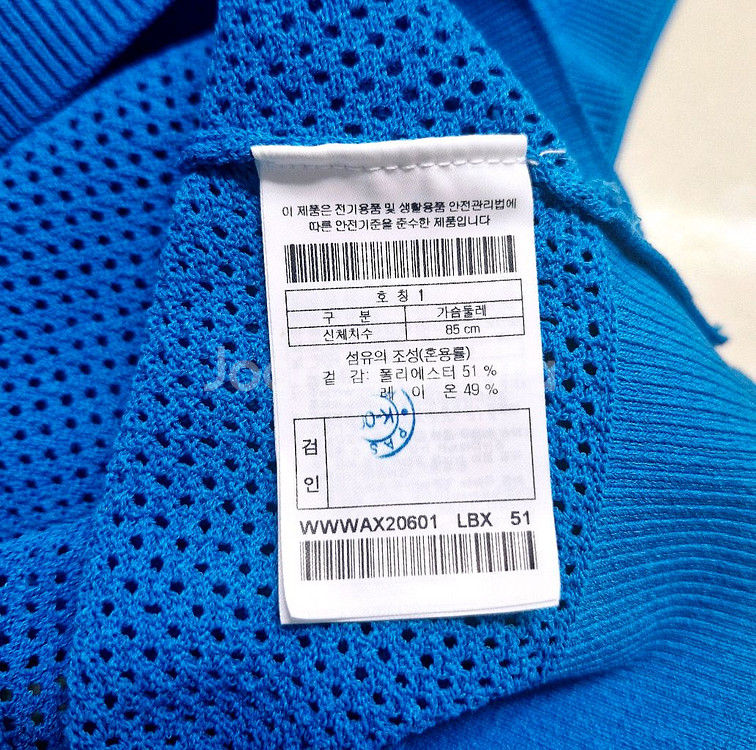 이 제품은 전기용품 및 생활용품 안전관리법에
따른 안전기준을 준수한 제품입니다
호 칭 1
구 분 가슴둘레
신체치수 85 cm
섬유의 조성(혼용률)
겉 감: 폴리에스터 51 %
레 이 온 49 %
검
인
PAS
K-O
WWWAX20601 LBX 51